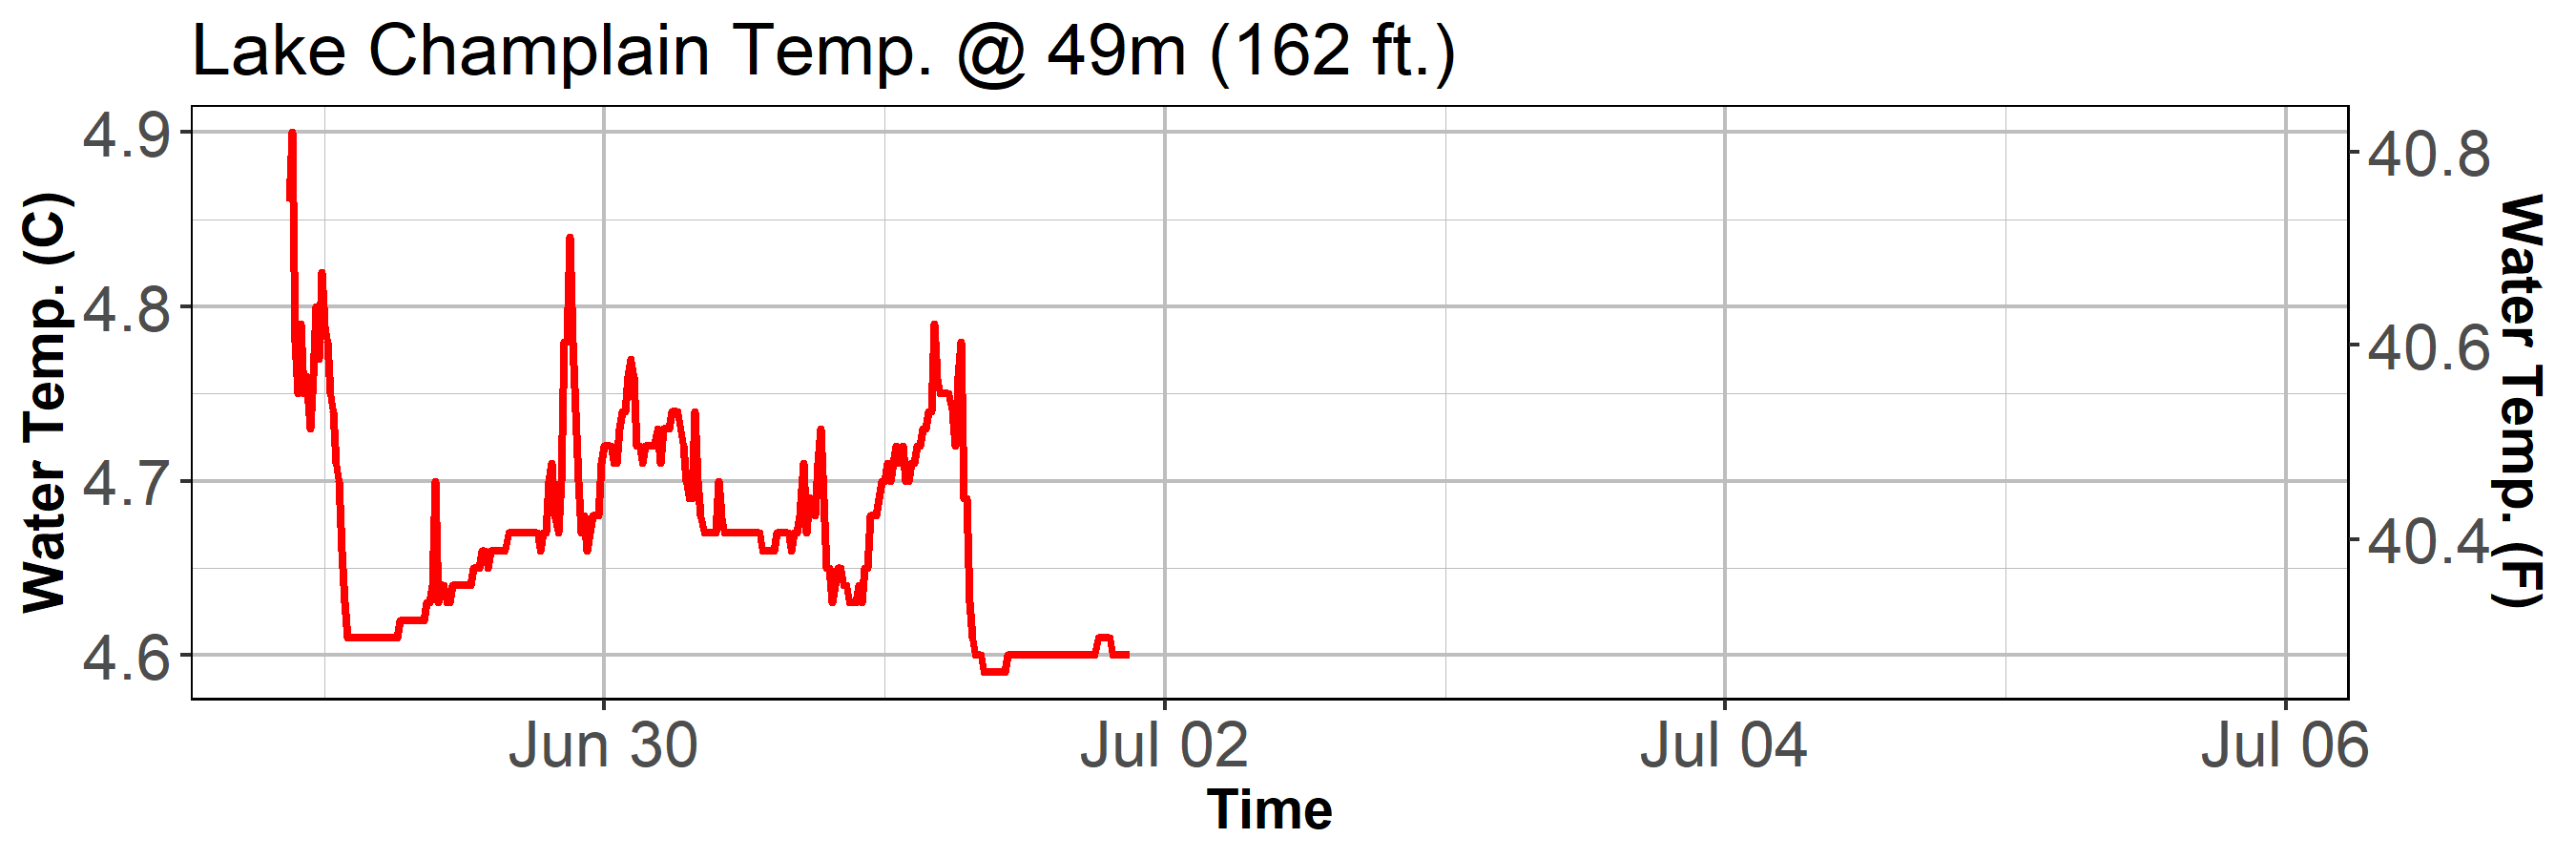 Lake Champlain Temp. @ 49m (162 ft.)
4.9
4.8
4.7
4.6
Water Temp. (C)
40.8
40.6
40.4
Water Temp. (F)
Jun 30
Jul 02
Jul 04
Jul 06
Time